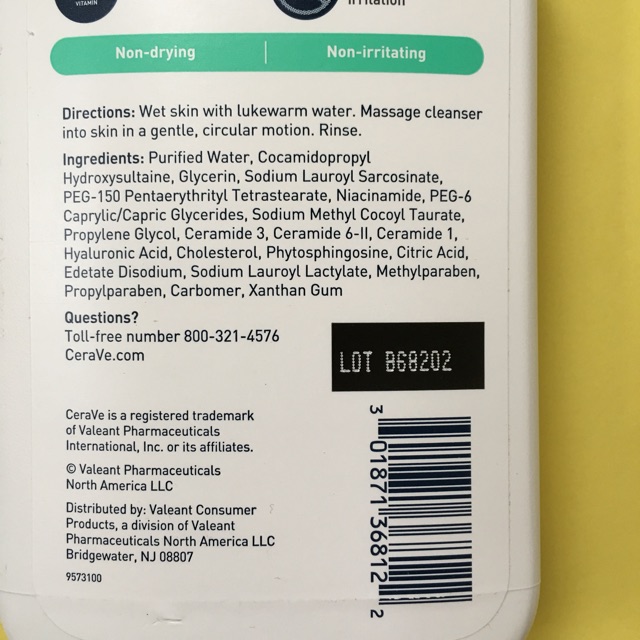 VITAMIN
irritation
Non-drying | Non-irritating
Directions: Wet skin with lukewarm water. Massage cleanser
into skin in a gentle, circular motion. Rinse.
Ingredients: Purified Water, Cocamidopropyl
Hydroxysultaine, Glycerin, Sodium Lauroyl Sarcosinate,
PEG-150 Pentaerythrityl Tetrastearate, Niacinamide, PEG-6
Caprylic/Capric Glycerides, Sodium Methyl Cocoyl Taurate,
Propylene Glycol, Ceramide 3, Ceramide 6-II, Ceramide 1,
Hyaluronic Acid, Cholesterol, Phytosphingosine, Citric Acid,
Edetate Disodium, Sodium Lauroyl Lactylate, Methylparaben,
Propylparaben, Carbomer, Xanthan Gum
Questions?
Toll-free number 800-321-4576
CeraVe.com
LOT B68202
CeraVe is a registered trademark
of Valeant Pharmaceuticals
International, Inc. or its affiliates.
© Valeant Pharmaceuticals
North America LLC
Distributed by: Valeant Consumer
Products, a division of Valeant
Pharmaceuticals North America LLC
Bridgewater, NJ 08807
9573100
3 01871 36812 2